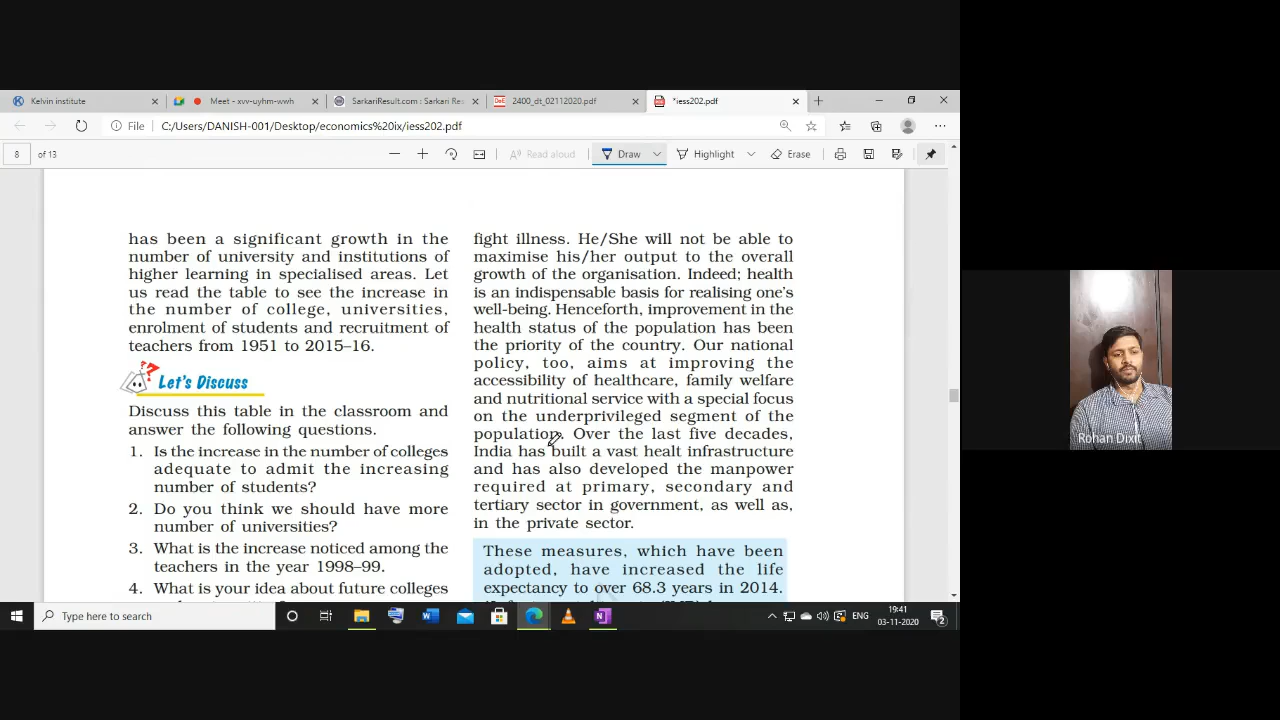 Kelvin institute
Meet - xvv-uyhm-wwh
SarkariResult.com : Sarkari Res
2400_dt_02112020.pdf
*iess202.pdf
File
C:/Users/DANISH-001/Desktop/economics%20ix/iess202.pdf
8
of 13
Read aloud
Draw
Highlight
Erase
has been a significant growth in the
number of university and institutions of
higher learning in specialised areas. Let
us read the table to see the increase in
the number of college, universities,
enrolment of students and recruitment of
teachers from 1951 to 2015–16.
Let's Discuss
Discuss this table in the classroom and
answer the following questions.
1. Is the increase in the number of colleges
adequate to admit the increasing
number of students?
2. Do you think we should have more
number of universities?
3. What is the increase noticed among the
teachers in the year 1998–99.
4. What is your idea about future colleges
fight illness. He/She will not be able to
maximise his/her output to the overall
growth of the organisation. Indeed; health
is an indispensable basis for realising one's
well-being. Henceforth, improvement in the
health status of the population has been
the priority of the country. Our national
policy, too, aims at improving the
accessibility of healthcare, family welfare
and nutritional service with a special focus
on the underprivileged segment of the
population. Over the last five decades,
India has built a vast healt infrastructure
and has also developed the manpower
required at primary, secondary and
tertiary sector in government, as well as,
in the private sector.
These measures, which have been
adopted, have increased the life
expectancy to over 68.3 years in 2014.
Rohan Dixit
Type here to search
ENG
19:41
03-11-2020
2